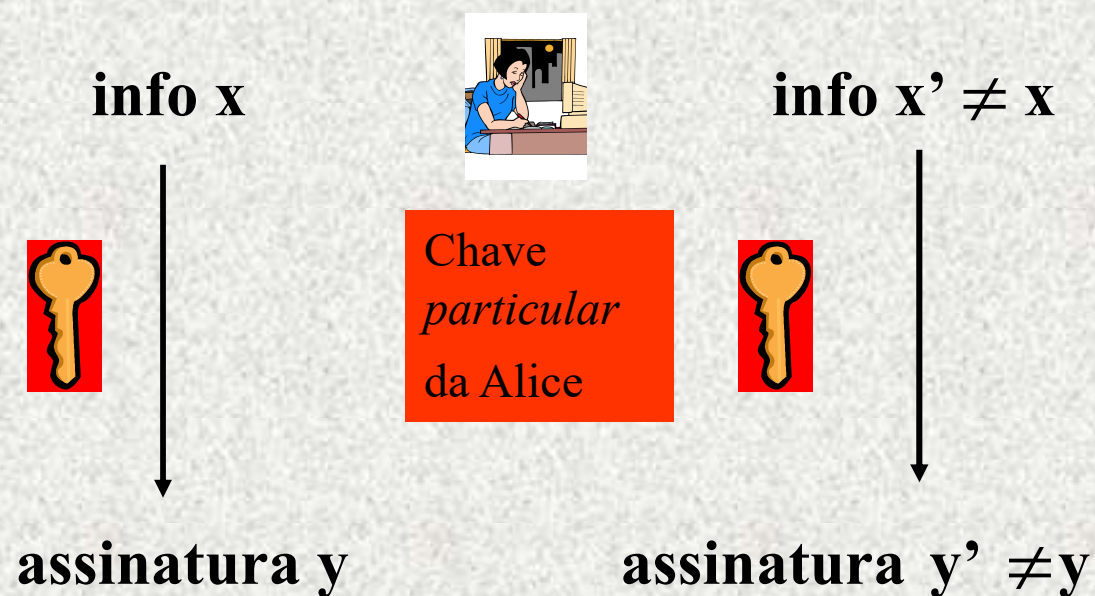 info x
info x’ ≠ x
Chave
particular
da Alice
assinatura y
assinatura y’ ≠y